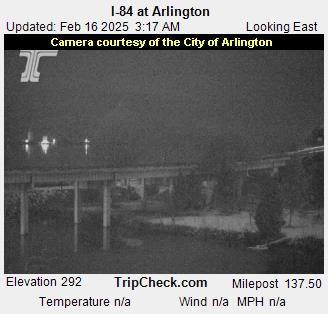 I-84 at Arlington
Updated: Feb 16 2025 3:17 AM Looking East
Camera courtesy of the City of Arlington
Elevation 292 TripCheck.com Milepost 137.50
Temperature n/a Wind n/a MPH n/a